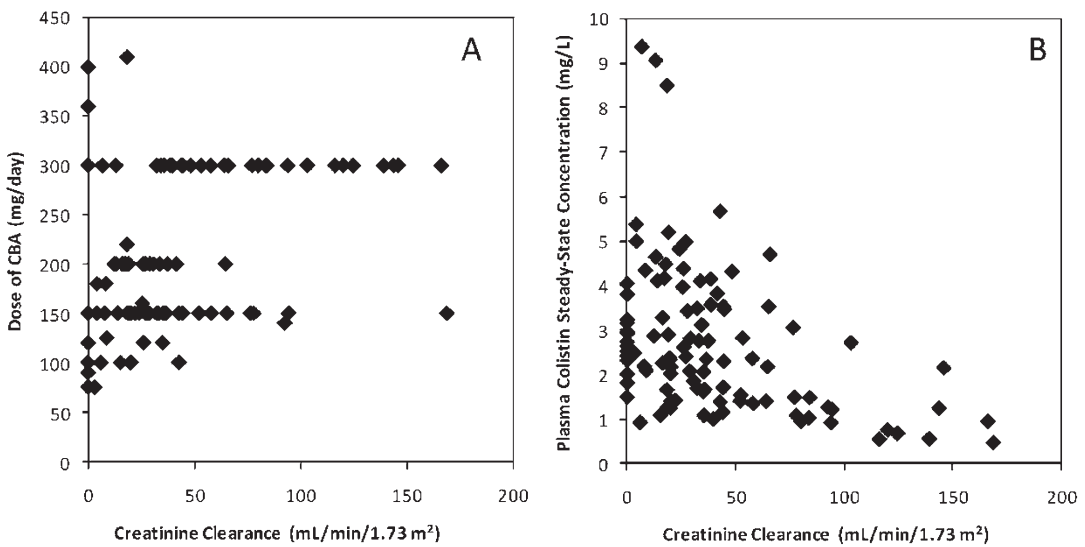 A
Dose of CBA (mg/day)
450
400
350
300
250
200
150
100
50
0
0 50 100 150 200
Creatinine Clearance (mL/min/1.73 m²)
B
Plasma Colistin Steady-State Concentration (mg/L)
10
9
8
7
6
5
4
3
2
1
0
0 50 100 150 200
Creatinine Clearance (mL/min/1.73 m²)